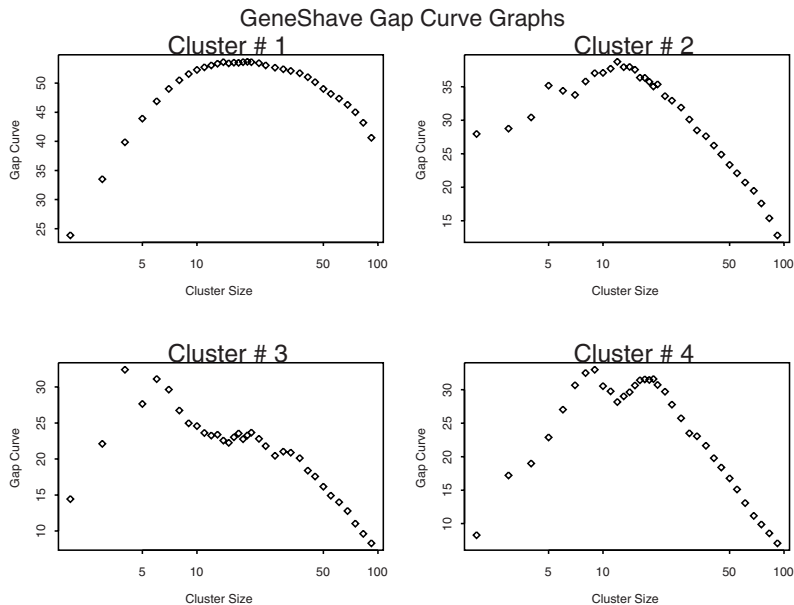 GeneShave Gap Curve Graphs
Cluster # 1
Gap Curve
25 30 35 40 45 50
5 10 50 100
Cluster Size
Cluster # 2
Gap Curve
15 20 25 30 35
5 10 50 100
Cluster Size
Cluster # 3
Gap Curve
10 15 20 25 30
5 10 50 100
Cluster Size
Cluster # 4
Gap Curve
10 15 20 25 30
5 10 50 100
Cluster Size